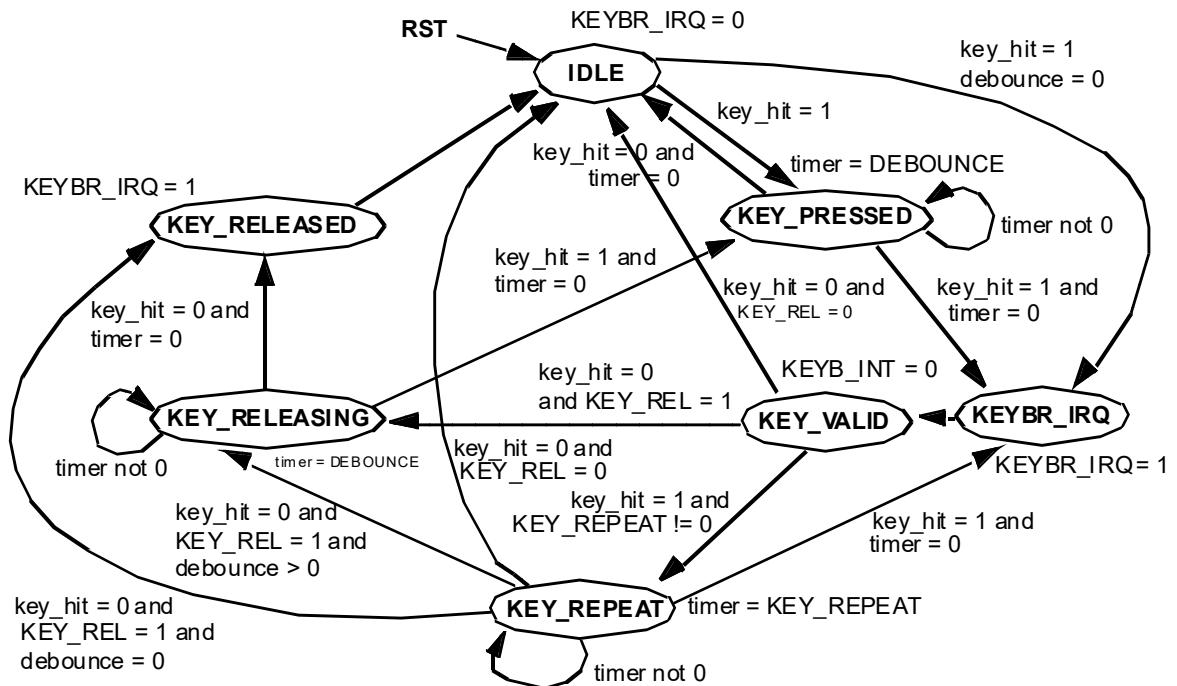 KEYBR_IRQ = 0
RST
IDLE
key_hit = 1
debounce = 0
key_hit = 1
key_hit = 0 and
timer = 0
timer = DEBOUNCE
KEYBR_IRQ = 1
KEY_RELEASED
KEY_PRESSED
timer not 0
key_hit = 1 and
timer = 0
key_hit = 0 and
KEY_REL = 0
key_hit = 1 and
timer = 0
key_hit = 0 and
timer = 0
KEYB_INT = 0
key_hit = 0
and KEY_REL = 1
KEY_RELEASING
KEY_VALID
KEYBR_IRQ
timer not 0
timer = DEBOUNCE
key_hit = 0 and
KEY_REL = 0
KEYBR_IRQ = 1
key_hit = 1 and
KEY_REPEAT != 0
key_hit = 0 and
KEY_REL = 1 and
debounce > 0
key_hit = 1 and
timer = 0
key_hit = 0 and
KEY_REL = 1 and
debounce = 0
KEY_REPEAT
timer = KEY_REPEAT
timer not 0